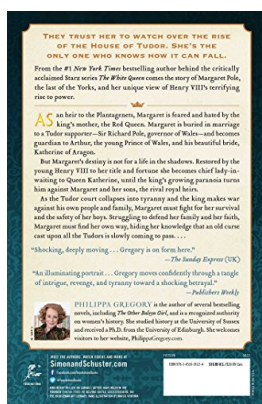 THEY TRUST HER TO WATCH OVER THE RISE
OF THE HOUSE OF TUDOR. SHE'S THE
ONLY ONE WHO KNOWS HOW IT CAN FALL.
From the #1 New York Times bestselling author behind the critically
acclaimed Starz series The White Queen comes the story of Margaret Pole,
the last of the Yorks, and her unique view of Henry VIII's terrifying
rise to power.
AS an heir to the Plantagenets, Margaret is feared and hated by the
king's mother, the Red Queen. Margaret is buried in marriage
to a Tudor supporter—Sir Richard Pole, governor of Wales—and becomes
guardian to Arthur, the young Prince of Wales, and his beautiful bride,
Katherine of Aragon.
But Margaret's destiny is not for a life in the shadows. Restored by the
young Henry VIII to her title and fortune she becomes chief lady-in-
waiting to Queen Katherine, until the king's growing paranoia turns
him against Margaret and her sons, the rival royal heirs.
As the Tudor court collapses into tyranny and the king makes war
against his own people and family, Margaret must fight for her survival
and the safety of her boys. Struggling to defend her family and her faith,
Margaret must find her own way, hiding her knowledge that an old curse
cast upon all the Tudors is slowly coming to pass. . . .
"Shocking, deeply moving . . . Gregory is on form here."
—The Sunday Express (UK)
"An illuminating portrait . . . Gregory moves confidently through a tangle
of intrigue, revenge, and tyranny toward a shocking betrayal."
—Publishers Weekly
PHILIPPA GREGORY is the author of several bestselling
novels, including The Other Boleyn Girl, and is a recognized authority
on women's history. She studied history at the University of Sussex
and received a Ph.D. from the University of Edinburgh. She welcomes
visitors to her website, PhilippaGregory.com.
SIMONANDSCHUSTER.COM